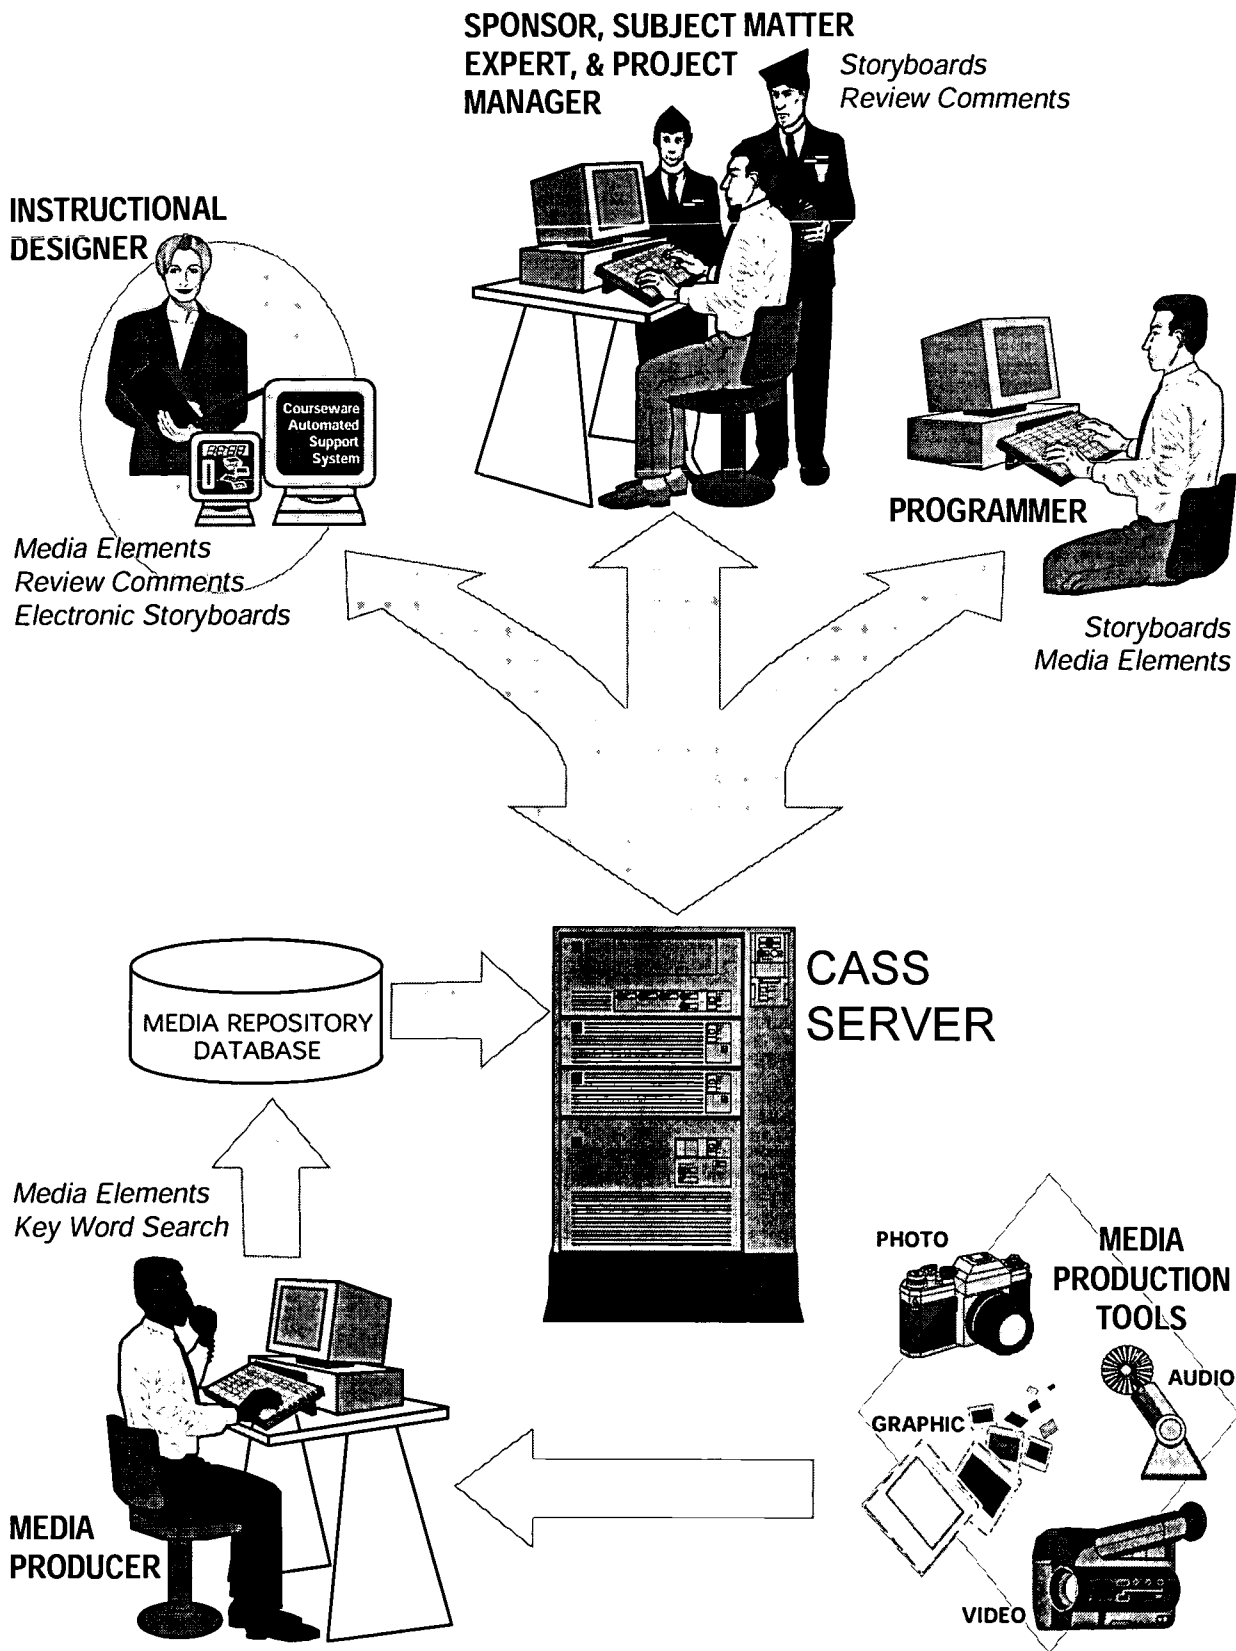 SPONSOR, SUBJECT MATTER
EXPERT, & PROJECT
MANAGER
Storyboards
Review Comments
INSTRUCTIONAL
DESIGNER
Courseware
Automated
Support
System
Media Elements
Review Comments
Electronic Storyboards
PROGRAMMER
Storyboards
Media Elements
CASS
SERVER
MEDIA REPOSITORY
DATABASE
Media Elements
Key Word Search
MEDIA
PRODUCER
MEDIA
PRODUCTION
TOOLS
PHOTO
AUDIO
GRAPHIC
VIDEO